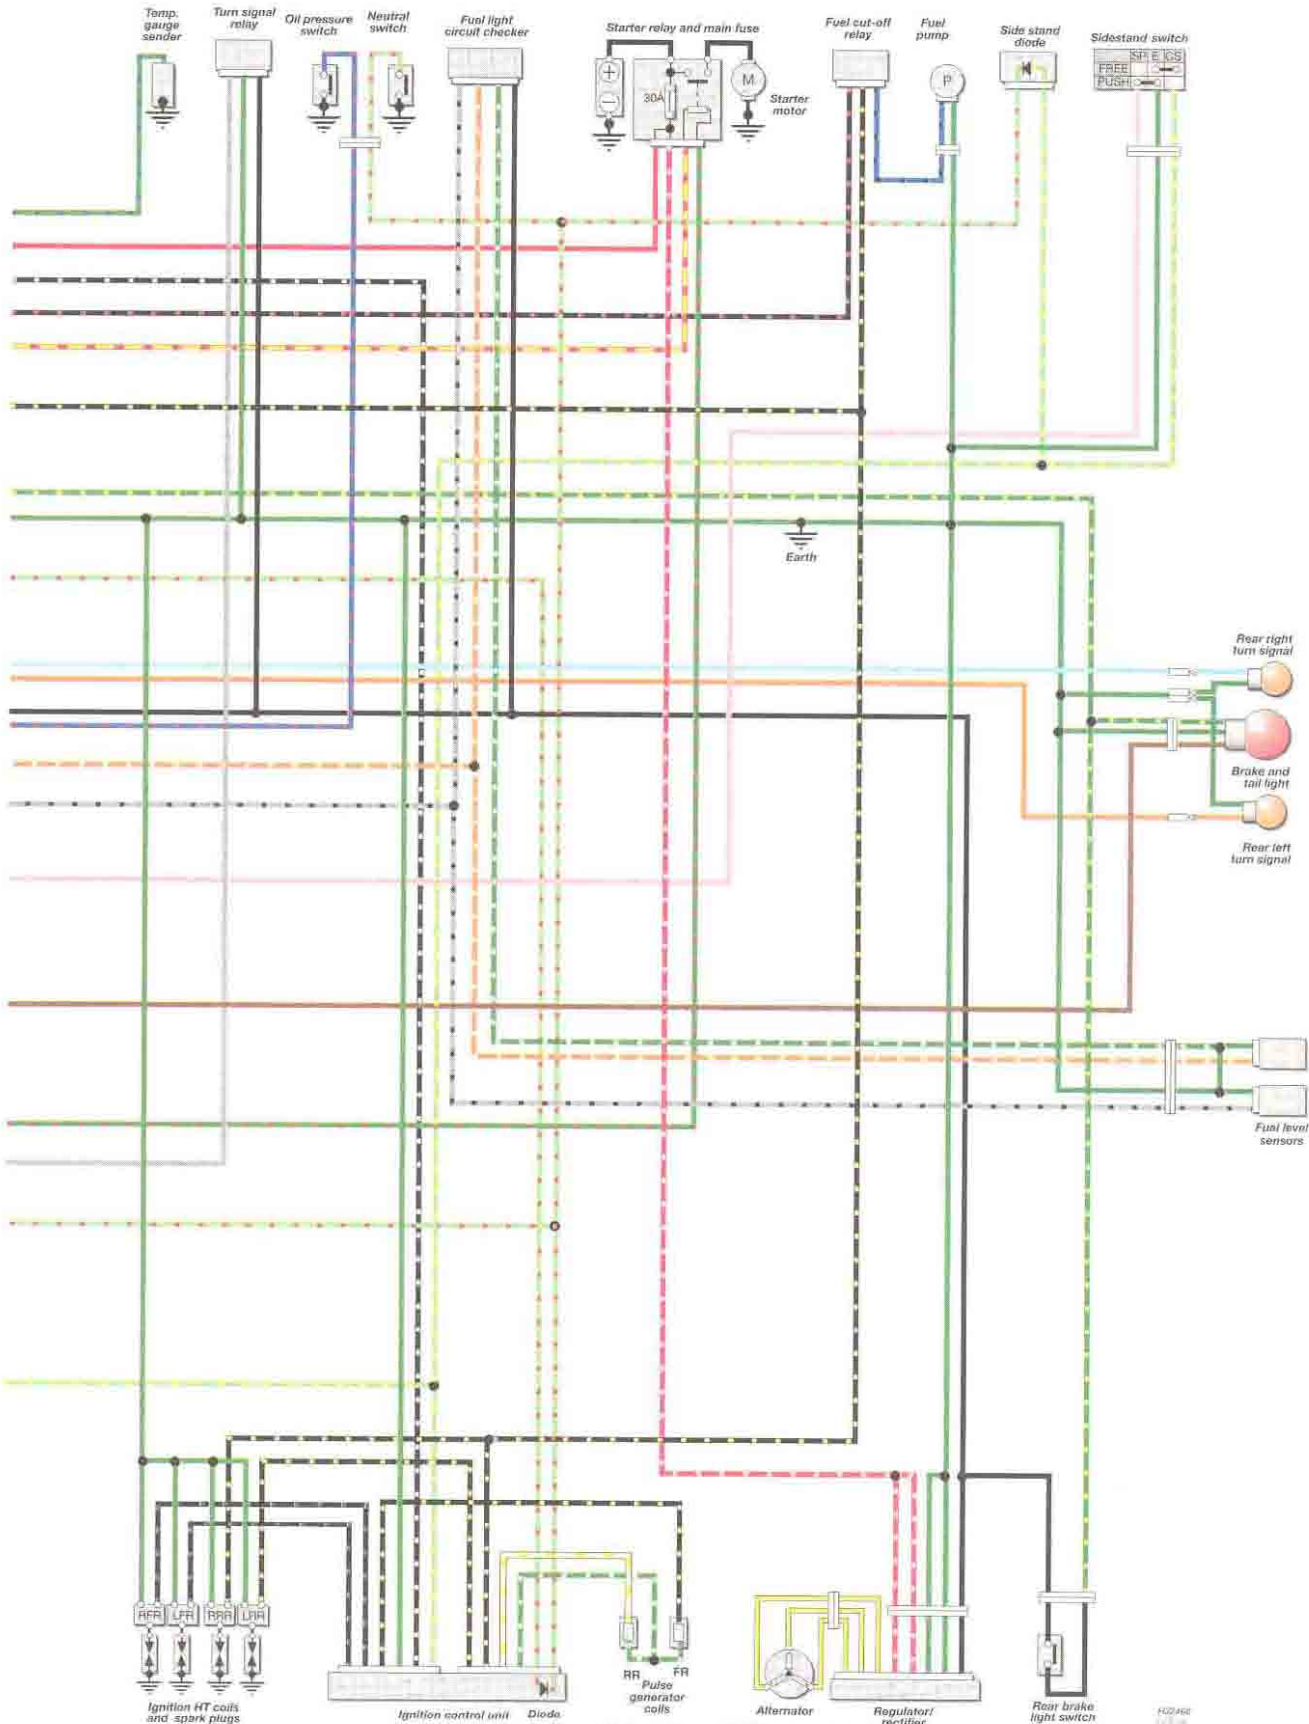 Temp.
gauge
sender
Turn signal
relay
Oil pressure
switch
Neutral
switch
Fuel light
circuit checker
Starter relay and main fuse
30A
M
Starter
motor
Fuel cut-off
relay
Fuel
pump
P
Side stand
diode
Sidestand switch
SP E GS
FREE
PUSH
Earth
Rear right
turn signal
Brake and
tail light
Rear left
turn signal
Fuel level
sensors
RFR LFR RRR LRR
Ignition HT coils
and spark plugs
Ignition control unit
Diode
RR FR
Pulse
generator
coils
Alternator
Regulator/
rectifier
Rear brake
light switch